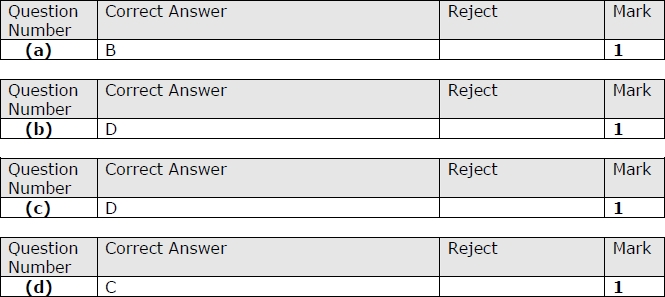 Question Correct Answer Reject Mark
Number
(a) B 1
Question Correct Answer Reject Mark
Number
(b) D 1
Question Correct Answer Reject Mark
Number
(c) D 1
Question Correct Answer Reject Mark
Number
(d) C 1